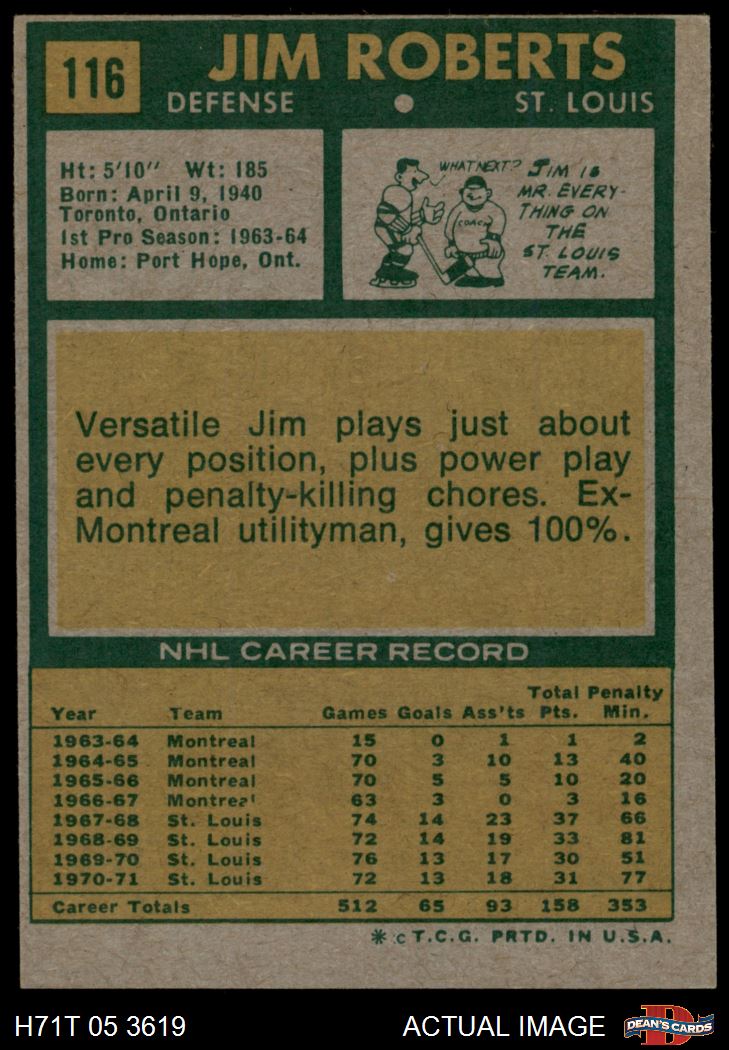 116
JIM ROBERTS
DEFENSE ST. LOUIS
Ht: 5'10" Wt: 185
Born: April 9, 1940
Toronto, Ontario
1st Pro Season: 1963-64
Home: Port Hope, Ont.
WHAT NEXT?
COACH
JIM IS
MR. EVERY-
THING ON
THE
ST. LOUIS
TEAM.
Versatile Jim plays just about
every position, plus power play
and penalty-killing chores. Ex-
Montreal utilityman, gives 100%.
NHL CAREER RECORD
Year Team Games Goals Ass'ts Total Pts. Penalty Min.
1963-64 Montreal 15 0 1 1 2
1964-65 Montreal 70 3 10 13 40
1965-66 Montreal 70 5 5 10 20
1966-67 Montreal 63 3 0 3 16
1967-68 St. Louis 74 14 23 37 66
1968-69 St. Louis 72 14 19 33 81
1969-70 St. Louis 76 13 17 30 51
1970-71 St. Louis 72 13 18 31 77
Career Totals 512 65 93 158 353
* © T.C.G. PRTD. IN U.S.A.
H71T 05 3619 ACTUAL IMAGE
D
DEAN'S CARDS